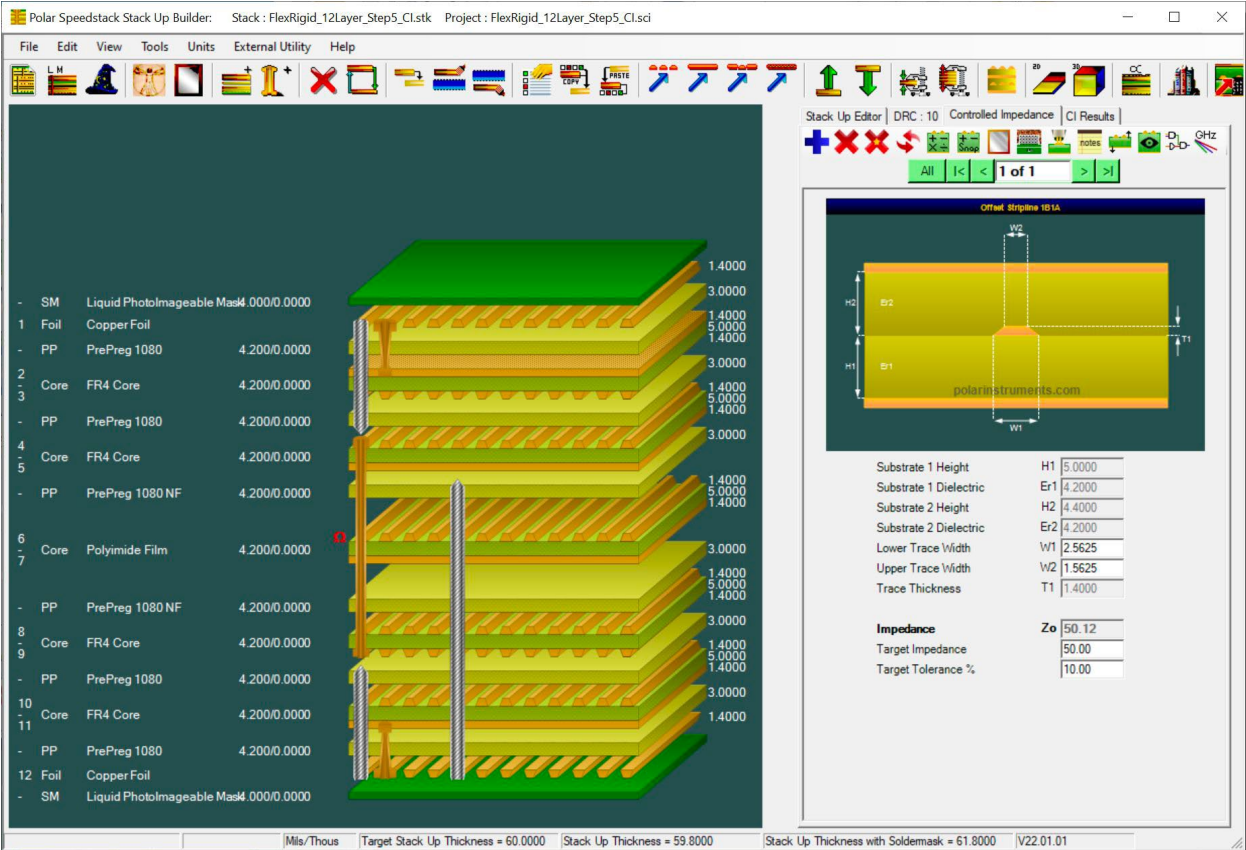 Polar Speedstack Stack Up Builder: Stack : FlexRigid_12Layer_Step5_CI.stk Project : FlexRigid_12Layer_Step5_CI.sci
File Edit View Tools Units External Utility Help
L M
COPY
PASTE
2D
3D
OC
Stack Up Editor DRC : 10 Controlled Impedance CI Results
Snap
notes
GHz
All |< < 1 of 1 > >|
Offset Stripline 1B1A
W2
H2 Er2
T1
H1 Er1
polarinstruments.com
W1
Substrate 1 Height H1 5.0000
Substrate 1 Dielectric Er1 4.2000
Substrate 2 Height H2 4.4000
Substrate 2 Dielectric Er2 4.2000
Lower Trace Width W1 2.5625
Upper Trace Width W2 1.5625
Trace Thickness T1 1.4000
Impedance Zo 50.12
Target Impedance 50.00
Target Tolerance % 10.00
1.4000
3.0000
- SM Liquid PhotoImageable Mask 4.000/0.0000
1.4000
1 Foil Copper Foil
5.0000
1.4000
- PP PrePreg 1080 4.200/0.0000
3.0000
2
-
3
Core FR4 Core 4.200/0.0000
1.4000
5.0000
1.4000
- PP PrePreg 1080 4.200/0.0000
3.0000
4
-
5
Core FR4 Core 4.200/0.0000
1.4000
5.0000
1.4000
- PP PrePreg 1080 NF 4.200/0.0000
6
-
7
Core Polyimide Film 4.200/0.0000
Ω
3.0000
1.4000
5.0000
1.4000
- PP PrePreg 1080 NF 4.200/0.0000
3.0000
8
-
9
Core FR4 Core 4.200/0.0000
1.4000
5.0000
1.4000
- PP PrePreg 1080 4.200/0.0000
3.0000
10
-
11
Core FR4 Core 4.200/0.0000
1.4000
- PP PrePreg 1080 4.200/0.0000
12 Foil Copper Foil
- SM Liquid PhotoImageable Mask 4.000/0.0000
Mils/Thous Target Stack Up Thickness = 60.0000 Stack Up Thickness = 59.8000 Stack Up Thickness with Soldermask = 61.8000 V22.01.01